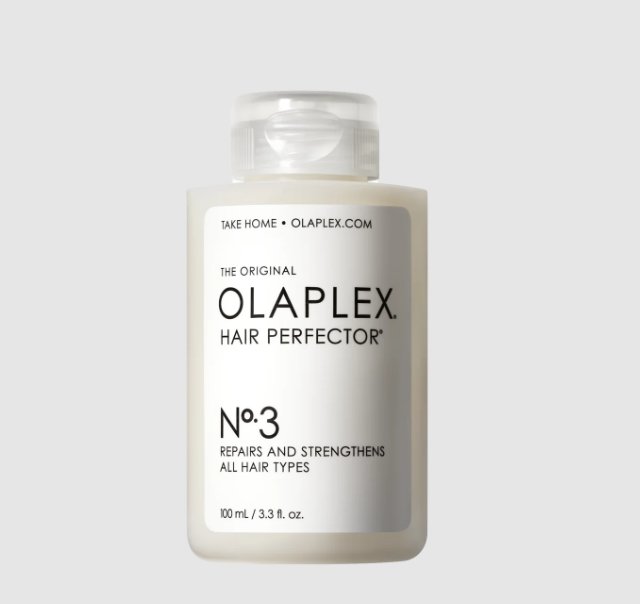 TAKE HOME • OLAPLEX.COM
THE ORIGINAL
OLAPLEX®
HAIR PERFECTOR®
Nº.3
REPAIRS AND STRENGTHENS
ALL HAIR TYPES
100 mL / 3.3 fl. oz.